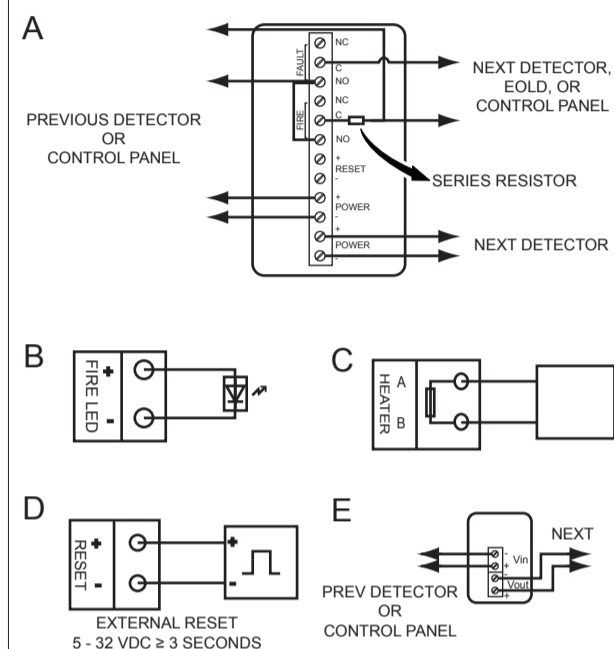 A
NC
FAULT
C
NO
NC
FIRE
C
NO
+
RESET
-
+
POWER
-
+
POWER
-
PREVIOUS DETECTOR
OR
CONTROL PANEL
NEXT DETECTOR,
EOLD, OR
CONTROL PANEL
SERIES RESISTOR
NEXT DETECTOR
B
FIRE LED
+
-
C
HEATER
A
B
D
RESET
+
-
+
-
EXTERNAL RESET
5 - 32 VDC ≥ 3 SECONDS
E
NEXT
-
Vin
+
-
Vout
+
PREV DETECTOR
OR
CONTROL PANEL